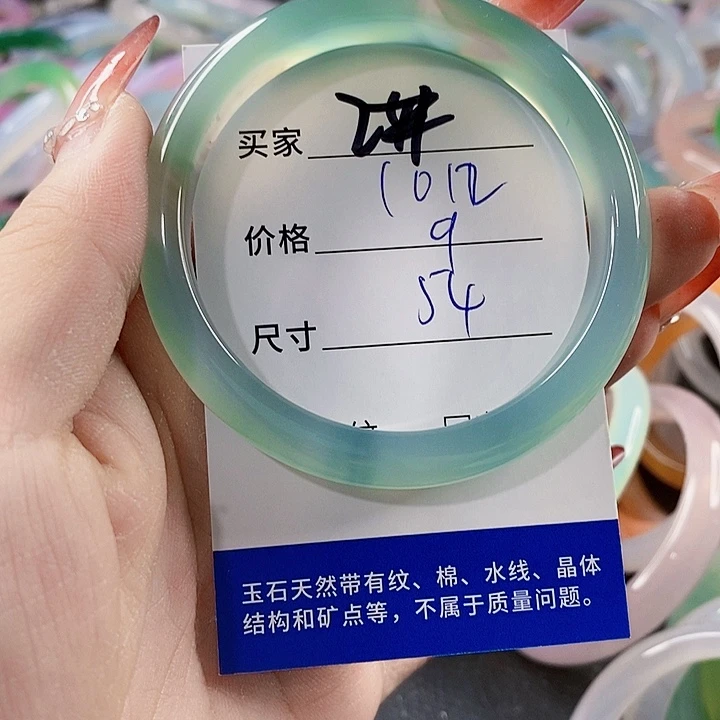 买家
1012
价格 9
尺寸 54
玉石天然带有纹、棉、水线、晶体
结构和矿点等，不属于质量问题。